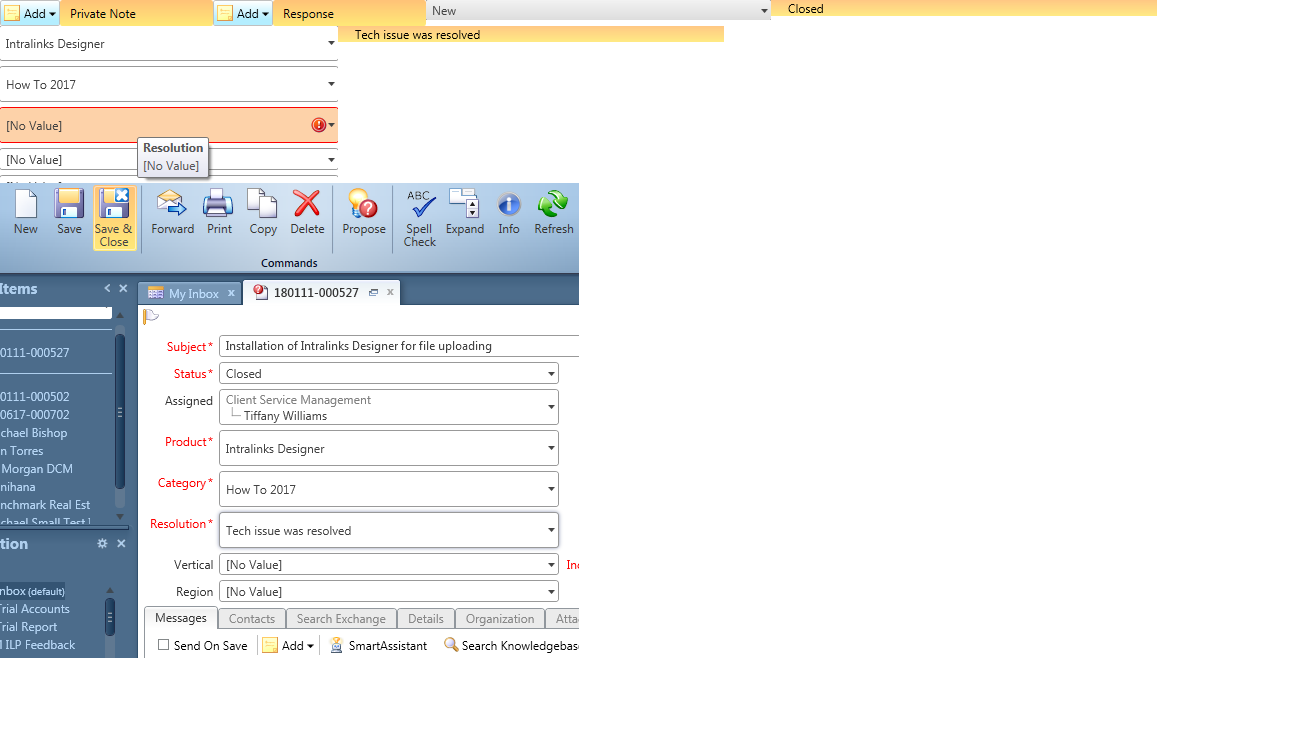 Add Private Note Add Response New Closed
Intralinks Designer Tech issue was resolved
How To 2017
[No Value]
Resolution
[No Value]
[No Value]
New Save Save & Close Forward Print Copy Delete Propose ABC Spell Check Expand Info Refresh
Commands
Items
My Inbox x 180111-000527 x
Subject* Installation of Intralinks Designer for file uploading
0111-000527
Status* Closed
Assigned Client Service Management
Tiffany Williams
0111-000502
0617-000702
chael Bishop
Product* Intralinks Designer
n Torres
Morgan DCM
nihana
Category* How To 2017
nchmark Real Est
chael Small Test
Resolution* Tech issue was resolved
tion
Vertical [No Value]
Region [No Value]
nbox (default)
Trial Accounts
Trial Report
ILP Feedback
Messages Contacts Search Exchange Details Organization Atta
Send On Save Add SmartAssistant Search Knowledgebas